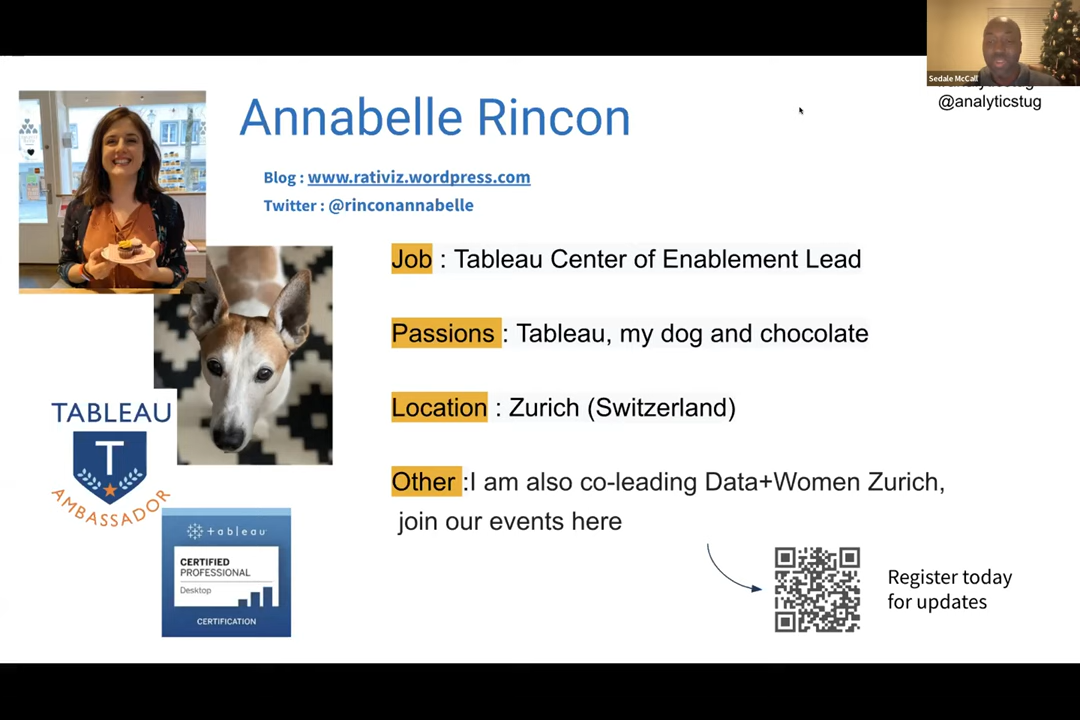 Annabelle Rincon
Sedale McCall
@analyticstug
Blog : www.rativiz.wordpress.com
Twitter : @rinconannabelle
Job : Tableau Center of Enablement Lead
Passions : Tableau, my dog and chocolate
Location : Zurich (Switzerland)
Other :I am also co-leading Data+Women Zurich,
join our events here
TABLEAU
T
AMBASSADOR
+ableau
CERTIFIED
PROFESSIONAL
Desktop
CERTIFICATION
Register today
for updates